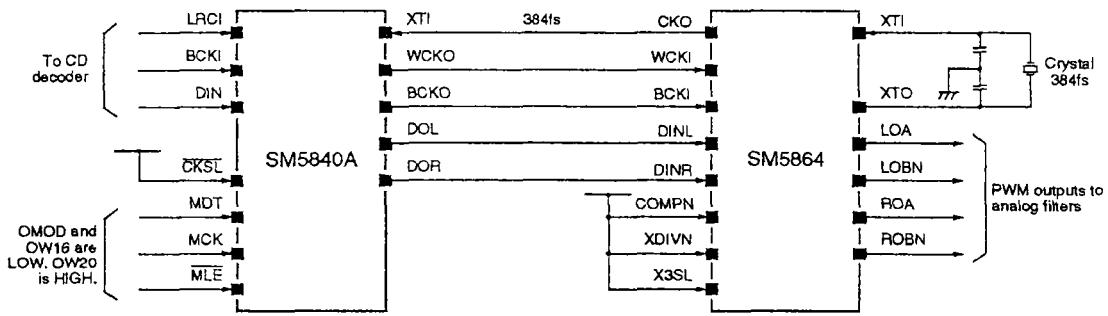 To CD
decoder
LRCI
BCKI
DIN
CKSL
OMOD and
OW16 are
LOW. OW20
is HIGH.
MDT
MCK
MLE
SM5840A
XTI
384fs
CKO
WCKO
WCKI
BCKO
BCKI
DOL
DINL
DOR
DINR
COMPN
XDIVN
X3SL
SM5864
XTI
XTO
Crystal
384fs
LOA
LOBN
ROA
ROBN
PWM outputs to
analog filters